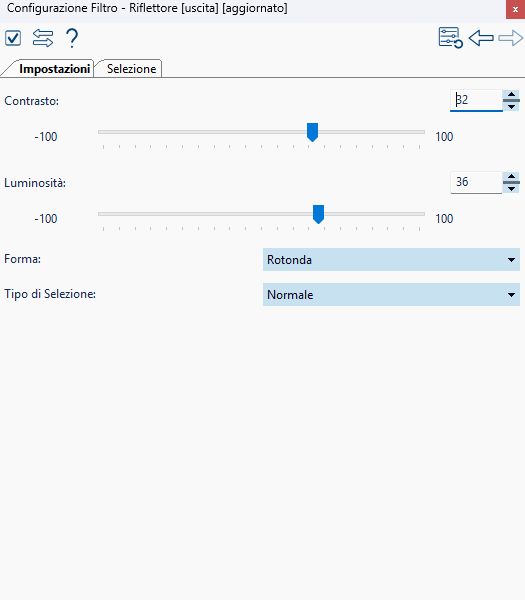 Configurazione Filtro - Riflettore [uscita] [aggiornato]
Impostazioni Selezione
Contrasto: 32
-100 100
Luminosità: 36
-100 100
Forma: Rotonda
Tipo di Selezione: Normale